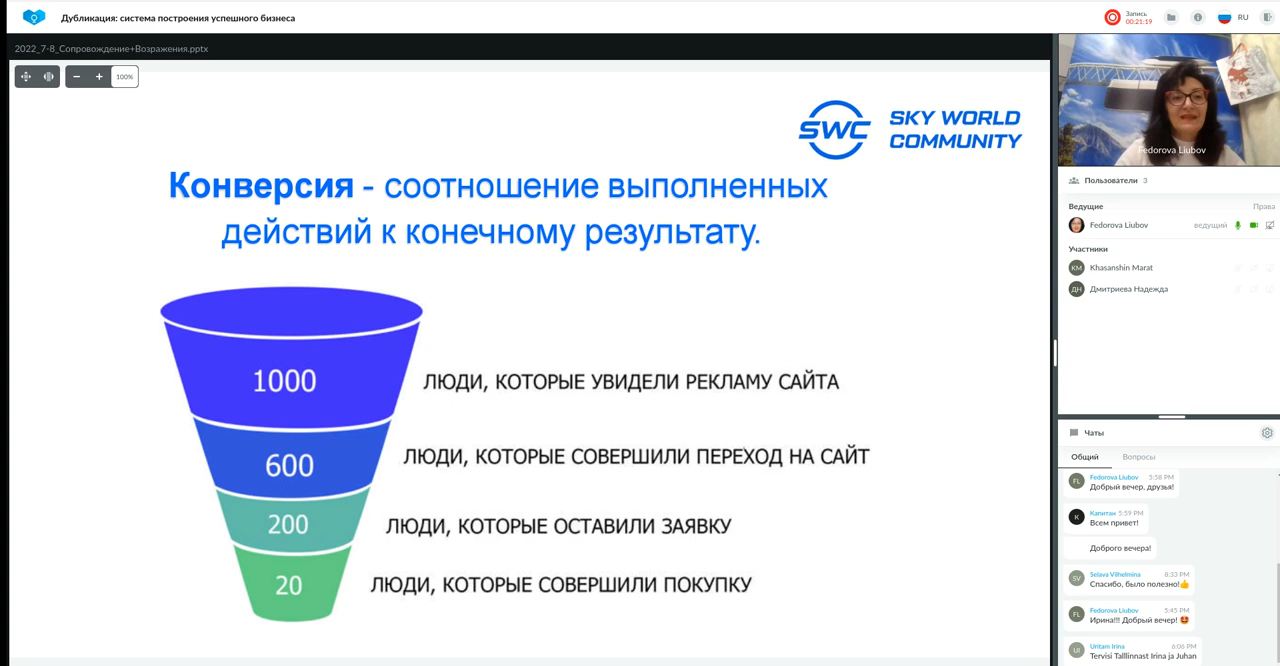 Дубликация: система построения успешного бизнеса
Запись
00:21:19
RU
2022_7-8_Сопровождение+Возражения.pptx
100%
SWC
SKY WORLD
COMMUNITY
Конверсия - соотношение выполненных
действий к конечному результату.
1000
ЛЮДИ, КОТОРЫЕ УВИДЕЛИ РЕКЛАМУ САЙТА
600
ЛЮДИ, КОТОРЫЕ СОВЕРШИЛИ ПЕРЕХОД НА САЙТ
200
ЛЮДИ, КОТОРЫЕ ОСТАВИЛИ ЗАЯВКУ
20
ЛЮДИ, КОТОРЫЕ СОВЕРШИЛИ ПОКУПКУ
Fedorova Liubov
Пользователи 3
Ведущие Права
Fedorova Liubov ведущий
Участники
KM Khasanshin Marat
ДН Дмитриева Надежда
Чаты
Общий Вопросы
FL Fedorova Liubov 5:58 PM
Добрый вечер, друзья!
К Капитан 5:59 PM
Всем привет!
Доброго вечера!
SV Selava Vilhelmina 8:33 PM
Спасибо, было полезно!👍
FL Fedorova Liubov 5:45 PM
Ирина!!! Добрый вечер! 🤩
UI Uritam Irina 6:06 PM
Tervisi Talllinnast Irina ja Juhan